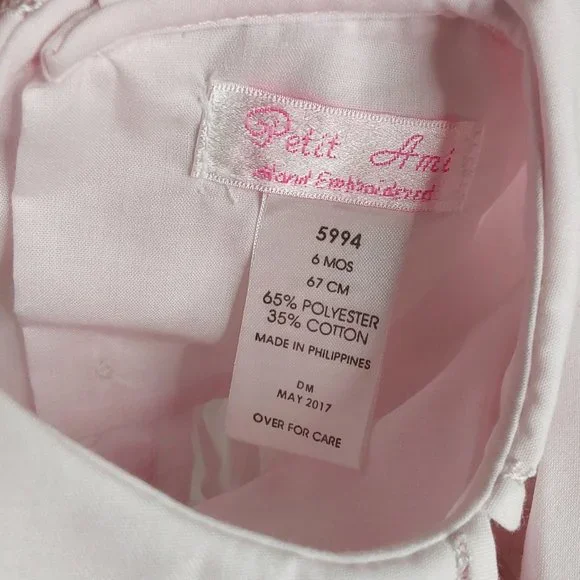 Petit Ami
Hand Embroidered
5994
6 MOS
67 CM
65% POLYESTER
35% COTTON
MADE IN PHILIPPINES
DM
MAY 2017
OVER FOR CARE